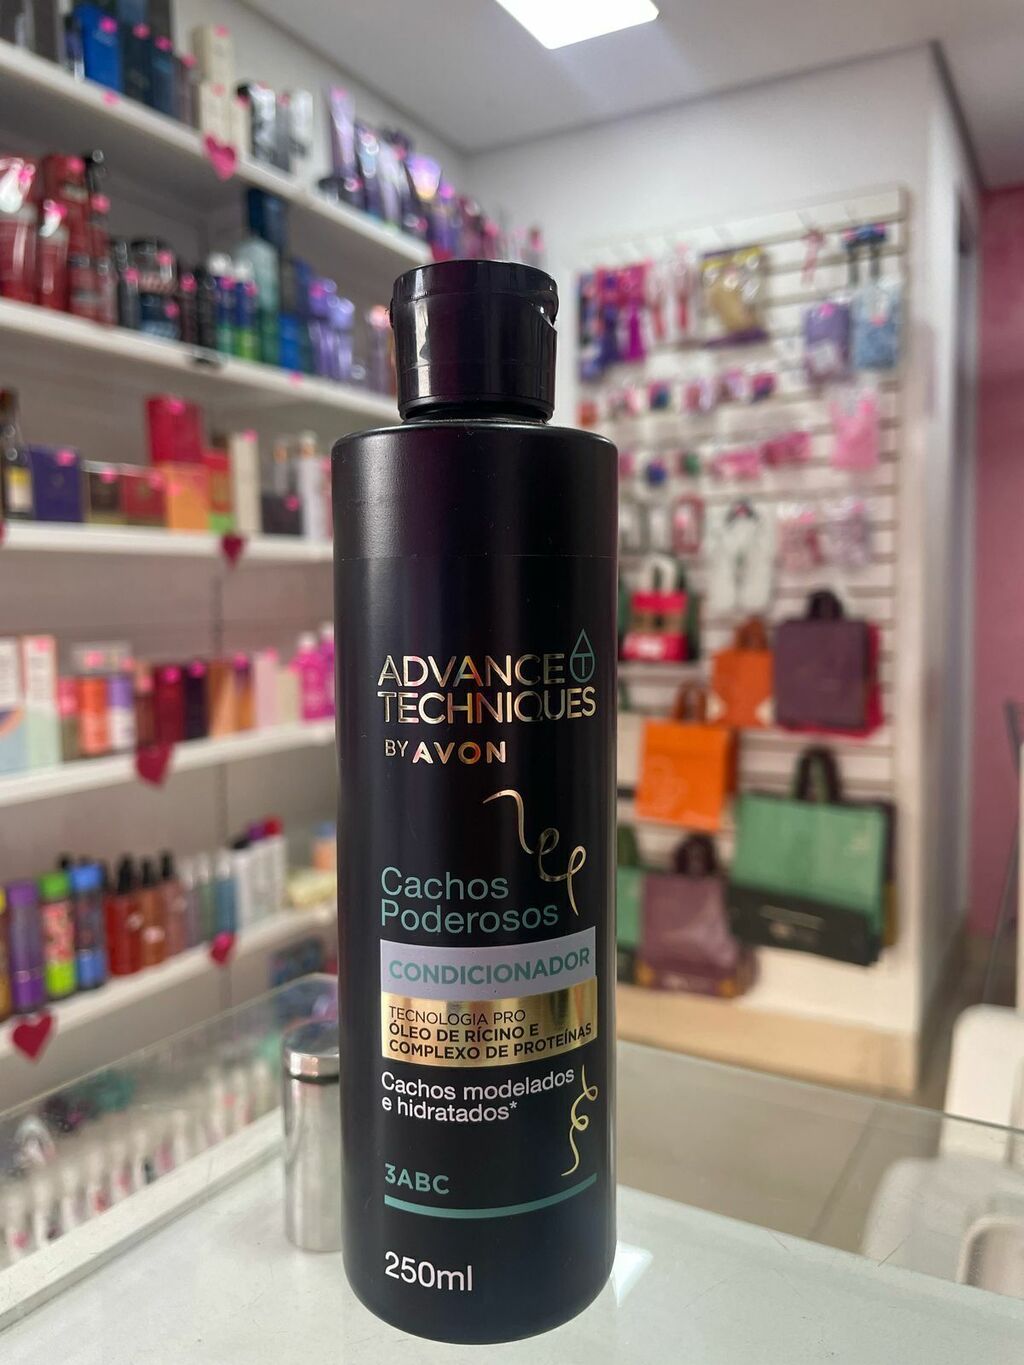 ADVANCE
TECHNIQUES
BY AVON
Cachos
Poderosos
CONDICIONADOR
TECNOLOGIA PRO
ÓLEO DE RÍCINO E
COMPLEXO DE PROTEÍNAS
Cachos modelados
e hidratados*
3ABC
250ml